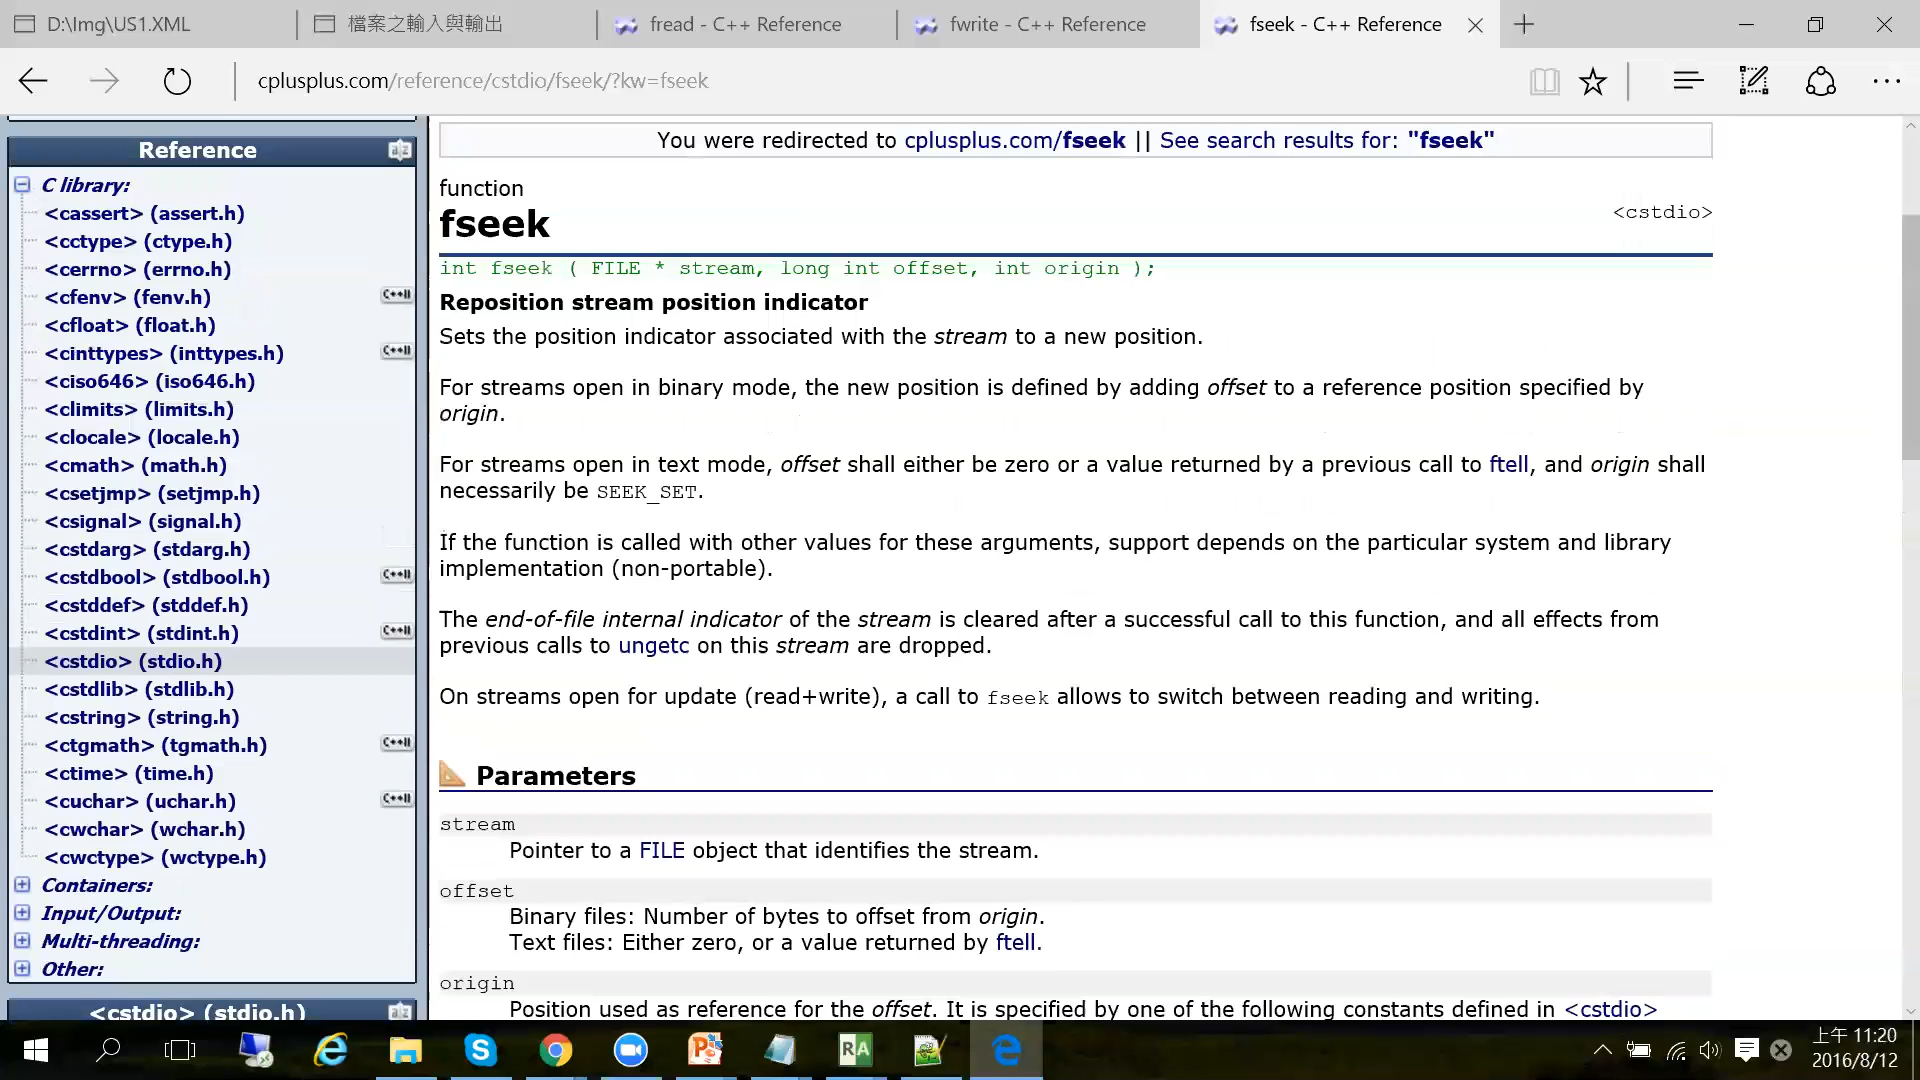 D:\Img\US1.XML
檔案之輸入與輸出
fread - C++ Reference
fwrite - C++ Reference
fseek - C++ Reference
cplusplus.com/reference/cstdio/fseek/?kw=fseek
Reference
C library:
<cassert> (assert.h)
<cctype> (ctype.h)
<cerrno> (errno.h)
<cfenv> (fenv.h)
C++11
<cfloat> (float.h)
<cinttypes> (inttypes.h)
C++11
<ciso646> (iso646.h)
<climits> (limits.h)
<clocale> (locale.h)
<cmath> (math.h)
<csetjmp> (setjmp.h)
<csignal> (signal.h)
<cstdarg> (stdarg.h)
<cstdbool> (stdbool.h)
C++11
<cstddef> (stddef.h)
<cstdint> (stdint.h)
C++11
<cstdio> (stdio.h)
<cstdlib> (stdlib.h)
<cstring> (string.h)
<ctgmath> (tgmath.h)
C++11
<ctime> (time.h)
<cuchar> (uchar.h)
C++11
<cwchar> (wchar.h)
<cwctype> (wctype.h)
Containers:
Input/Output:
Multi-threading:
Other:
<cstdio> (stdio.h)
You were redirected to cplusplus.com/fseek || See search results for: "fseek"
function
fseek
<cstdio>
int fseek ( FILE * stream, long int offset, int origin );
Reposition stream position indicator
Sets the position indicator associated with the stream to a new position.
For streams open in binary mode, the new position is defined by adding offset to a reference position specified by
origin.
For streams open in text mode, offset shall either be zero or a value returned by a previous call to ftell, and origin shall
necessarily be SEEK_SET.
If the function is called with other values for these arguments, support depends on the particular system and library
implementation (non-portable).
The end-of-file internal indicator of the stream is cleared after a successful call to this function, and all effects from
previous calls to ungetc on this stream are dropped.
On streams open for update (read+write), a call to fseek allows to switch between reading and writing.
Parameters
stream
Pointer to a FILE object that identifies the stream.
offset
Binary files: Number of bytes to offset from origin.
Text files: Either zero, or a value returned by ftell.
origin
Position used as reference for the offset. It is specified by one of the following constants defined in <cstdio>
上午 11:20
2016/8/12